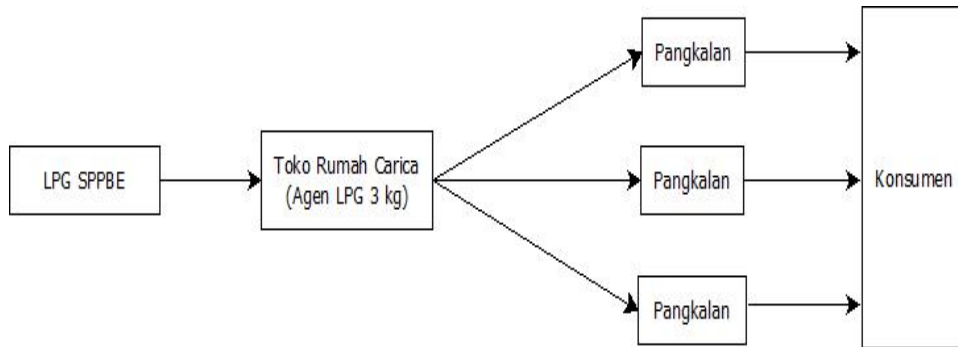 LPG SPPBE
Toko Rumah Carica
(Agen LPG 3 kg)
Pangkalan
Pangkalan
Pangkalan
Konsumen